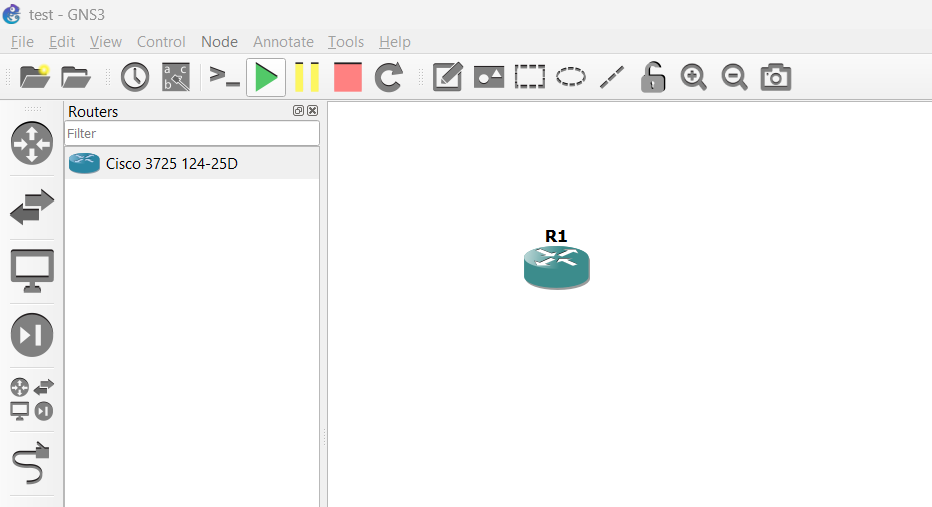 test - GNS3
File Edit View Control Node Annotate Tools Help
Routers
Filter
Cisco 3725 124-25D
R1
a c
b